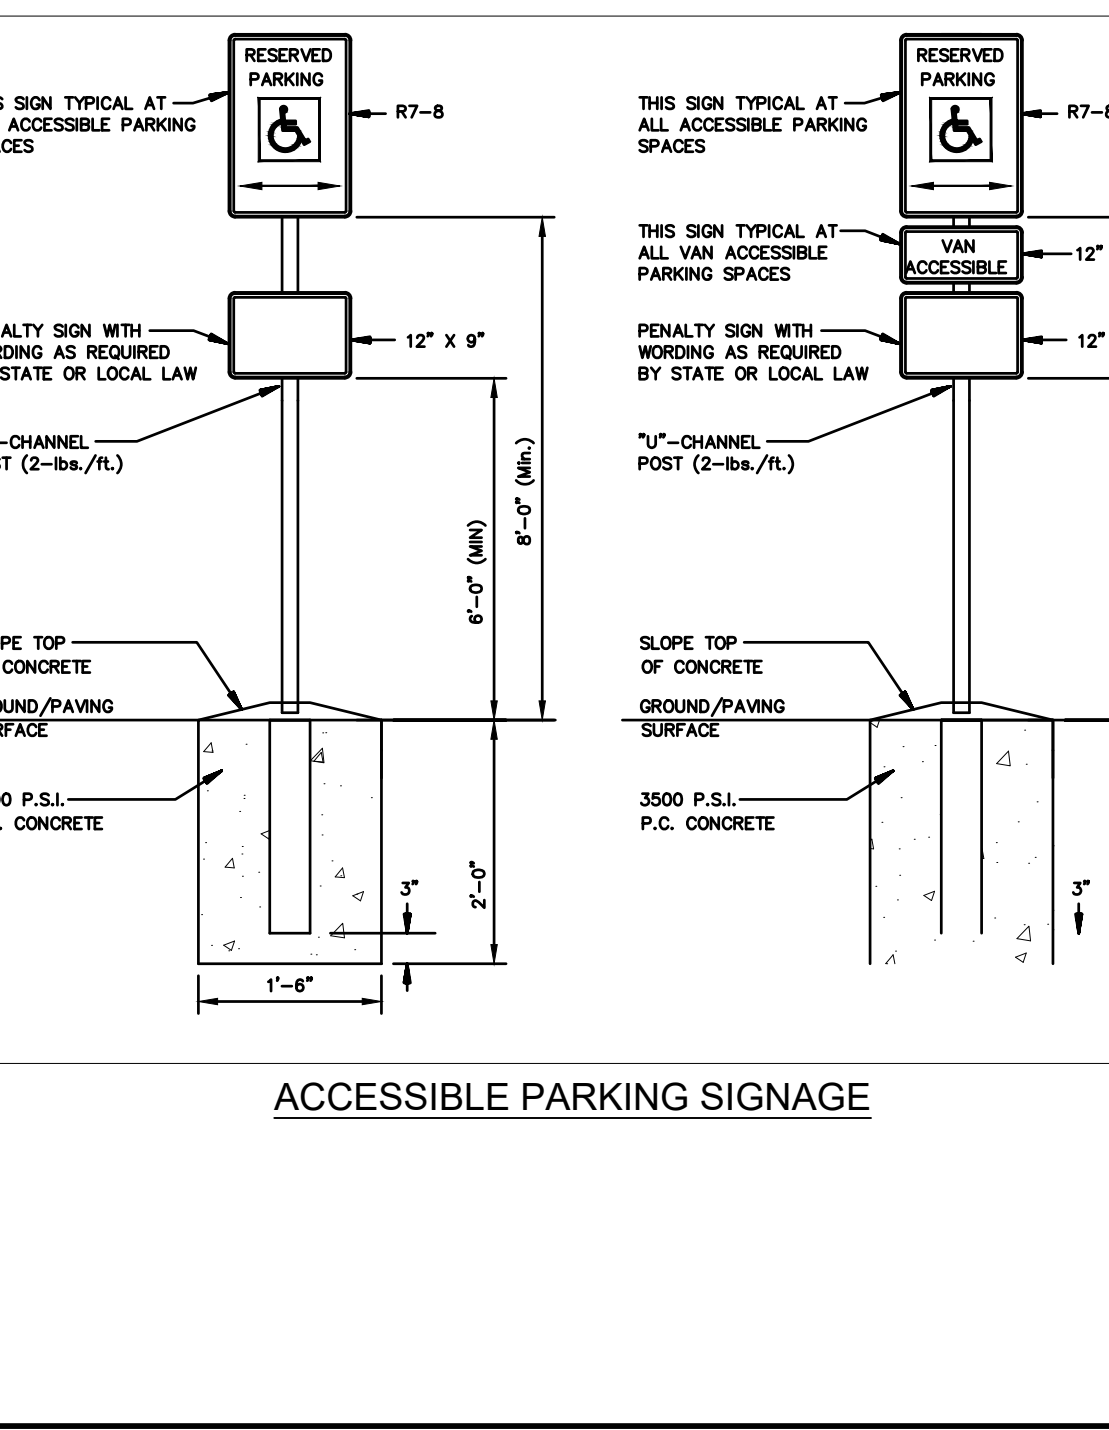 RESERVED
PARKING
S SIGN TYPICAL AT
ACCESSIBLE PARKING
CES
R7-8
ALTY SIGN WITH
RDING AS REQUIRED
STATE OR LOCAL LAW
12" X 9"
-CHANNEL
ST (2-lbs./ft.)
8'-0" (Min.)
6'-0" (MIN)
PE TOP
CONCRETE
OUND/PAVING
RFACE
00 P.S.I.
. CONCRETE
3"
2'-0"
1'-6"
RESERVED
PARKING
THIS SIGN TYPICAL AT
ALL ACCESSIBLE PARKING
SPACES
R7-8
THIS SIGN TYPICAL AT
ALL VAN ACCESSIBLE
PARKING SPACES
VAN
ACCESSIBLE
12"
PENALTY SIGN WITH
WORDING AS REQUIRED
BY STATE OR LOCAL LAW
12"
"U"-CHANNEL
POST (2-lbs./ft.)
SLOPE TOP
OF CONCRETE
GROUND/PAVING
SURFACE
3500 P.S.I.
P.C. CONCRETE
3"
ACCESSIBLE PARKING SIGNAGE